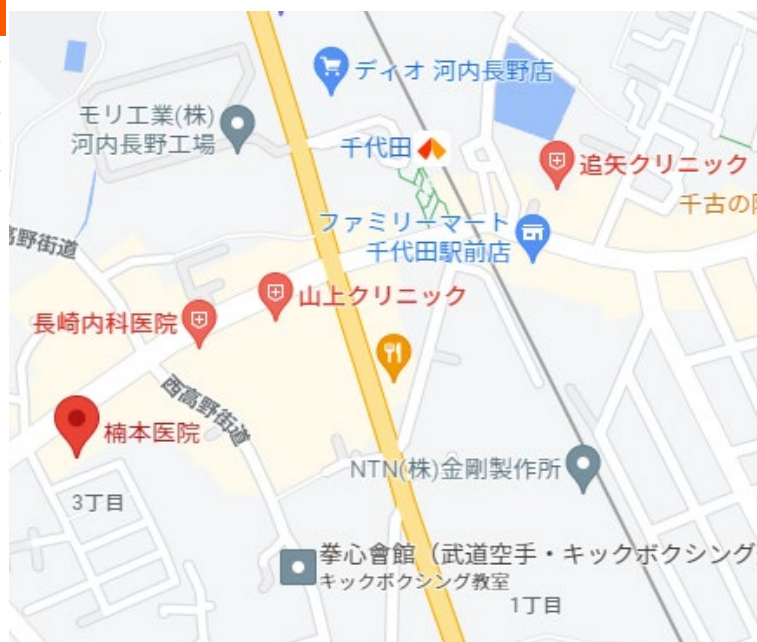 ディオ 河内長野店
モリ工業(株)
河内長野工場
千代田
追矢クリニック
千古の
ファミリーマート
千代田駅前店
高野街道
山上クリニック
長崎内科医院
西高野街道
楠本医院
NTN(株)金剛製作所
3丁目
拳心會館（武道空手・キックボクシング
キックボクシング教室
1丁目